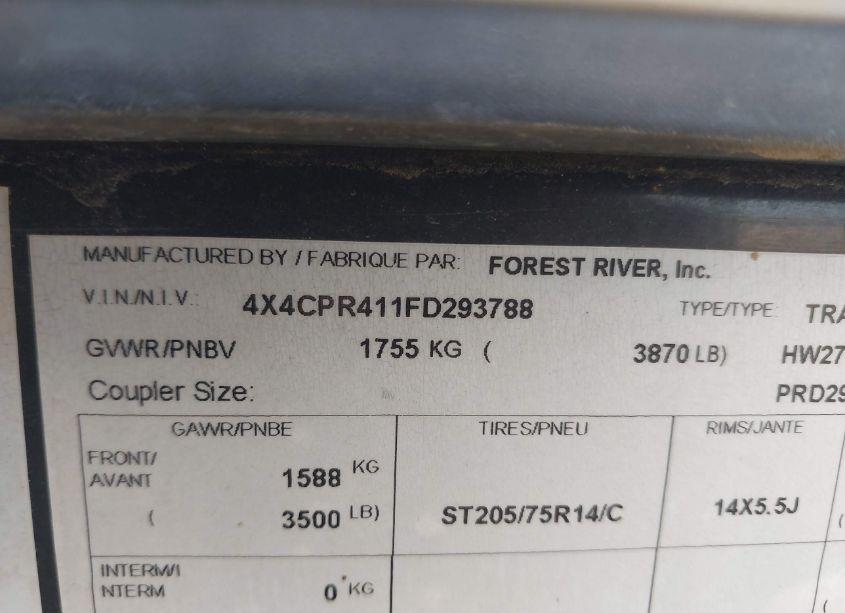 MANUFACTURED BY / FABRIQUE PAR: FOREST RIVER, Inc.
V.I.N./N.I.V.: 4X4CPR411FD293788 TYPE/TYPE: TRA
GVWR/PNBV 1755 KG ( 3870 LB) HW27
Coupler Size: PRD29
GAWR/PNBE TIRES/PNEU RIMS/JANTE
FRONT/
AVANT 1588 KG
( 3500 LB) ST205/75R14/C 14X5.5J (
INTERM/I
NTERM 0 KG
(